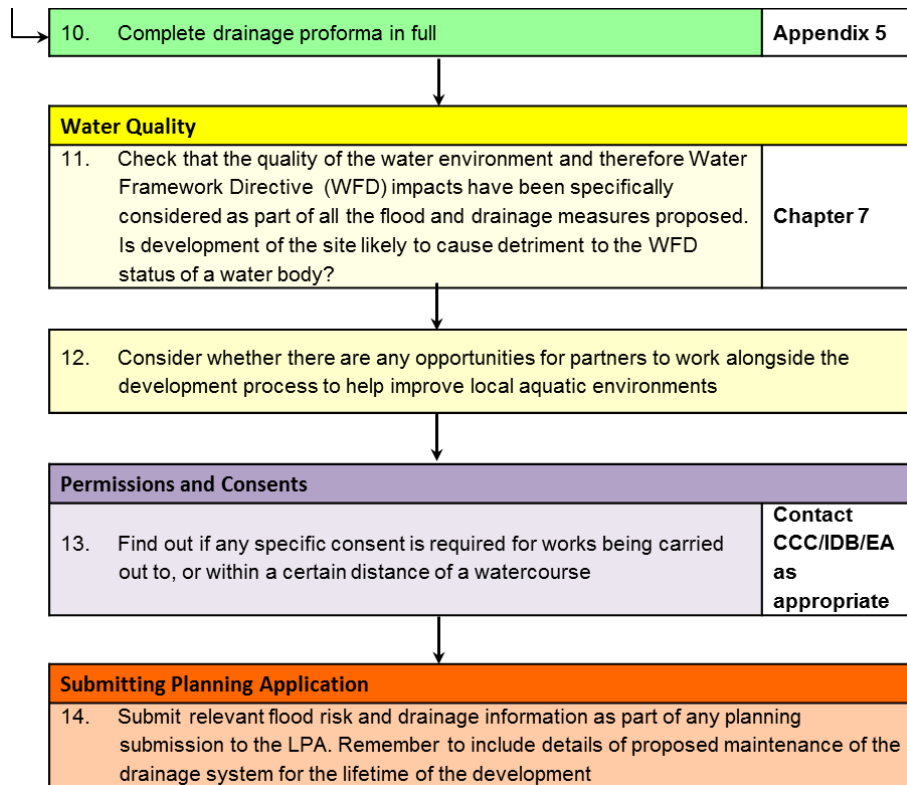 10. Complete drainage proforma in full
Appendix 5
Water Quality
11. Check that the quality of the water environment and therefore Water
Framework Directive (WFD) impacts have been specifically
considered as part of all the flood and drainage measures proposed.
Is development of the site likely to cause detriment to the WFD
status of a water body?
Chapter 7
12. Consider whether there are any opportunities for partners to work alongside the
development process to help improve local aquatic environments
Permissions and Consents
13. Find out if any specific consent is required for works being carried
out to, or within a certain distance of a watercourse
Contact
CCC/IDB/EA
as
appropriate
Submitting Planning Application
14. Submit relevant flood risk and drainage information as part of any planning
submission to the LPA. Remember to include details of proposed maintenance of the
drainage system for the lifetime of the development